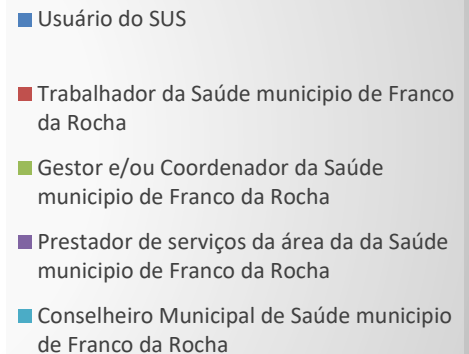 Usuário do SUS
Trabalhador da Saúde municipio de Franco
da Rocha
Gestor e/ou Coordenador da Saúde
municipio de Franco da Rocha
Prestador de serviços da área da da Saúde
municipio de Franco da Rocha
Conselheiro Municipal de Saúde municipio
de Franco da Rocha